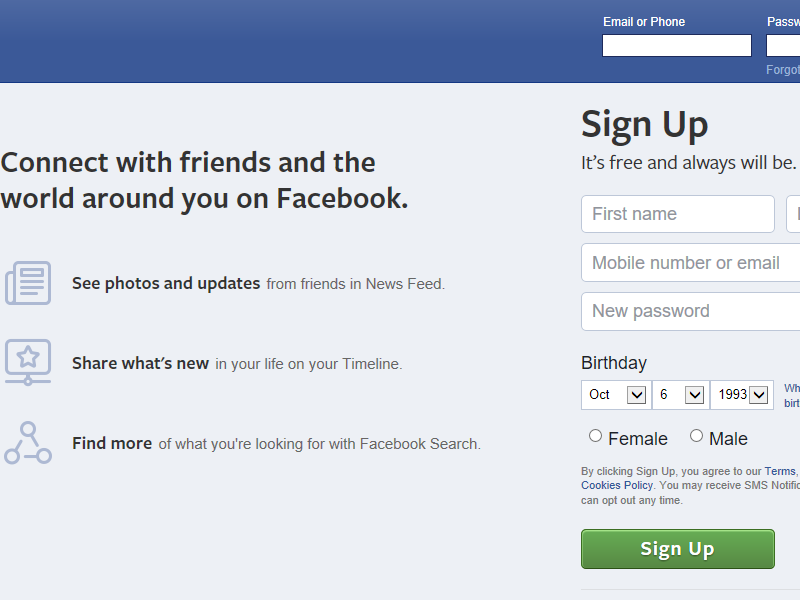 Email or Phone
Forgot
Sign Up
It's free and always will be.
Connect with friends and the
world around you on Facebook.
First name
Mobile number or email
New password
See photos and updates from friends in News Feed.
Share what's new in your life on your Timeline.
Find more of what you're looking for with Facebook Search.
Birthday
Oct 6 1993
Female Male
By clicking Sign Up, you agree to our Terms,
Cookies Policy. You may receive SMS
can opt out any time.
Sign Up